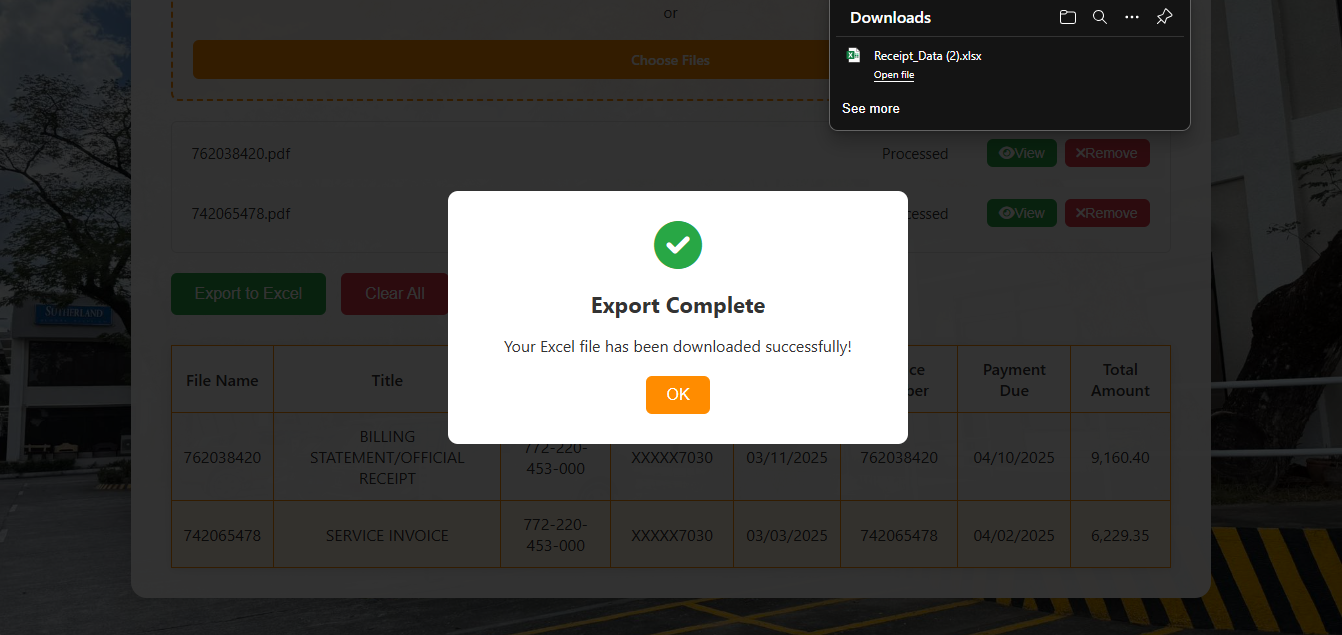 or
Choose Files
Downloads
Receipt_Data (2).xlsx
Open file
See more
762038420.pdf
Processed
View
Remove
742065478.pdf
cessed
View
Remove
Export to Excel
Clear All
SUTHERLAND
Export Complete
Your Excel file has been downloaded successfully!
OK
File Name
Title
ce
ber
Payment
Due
Total
Amount
762038420
BILLING
STATEMENT/OFFICIAL
RECEIPT
772-220-
453-000
XXXXX7030
03/11/2025
762038420
04/10/2025
9,160.40
742065478
SERVICE INVOICE
772-220-
453-000
XXXXX7030
03/03/2025
742065478
04/02/2025
6,229.35